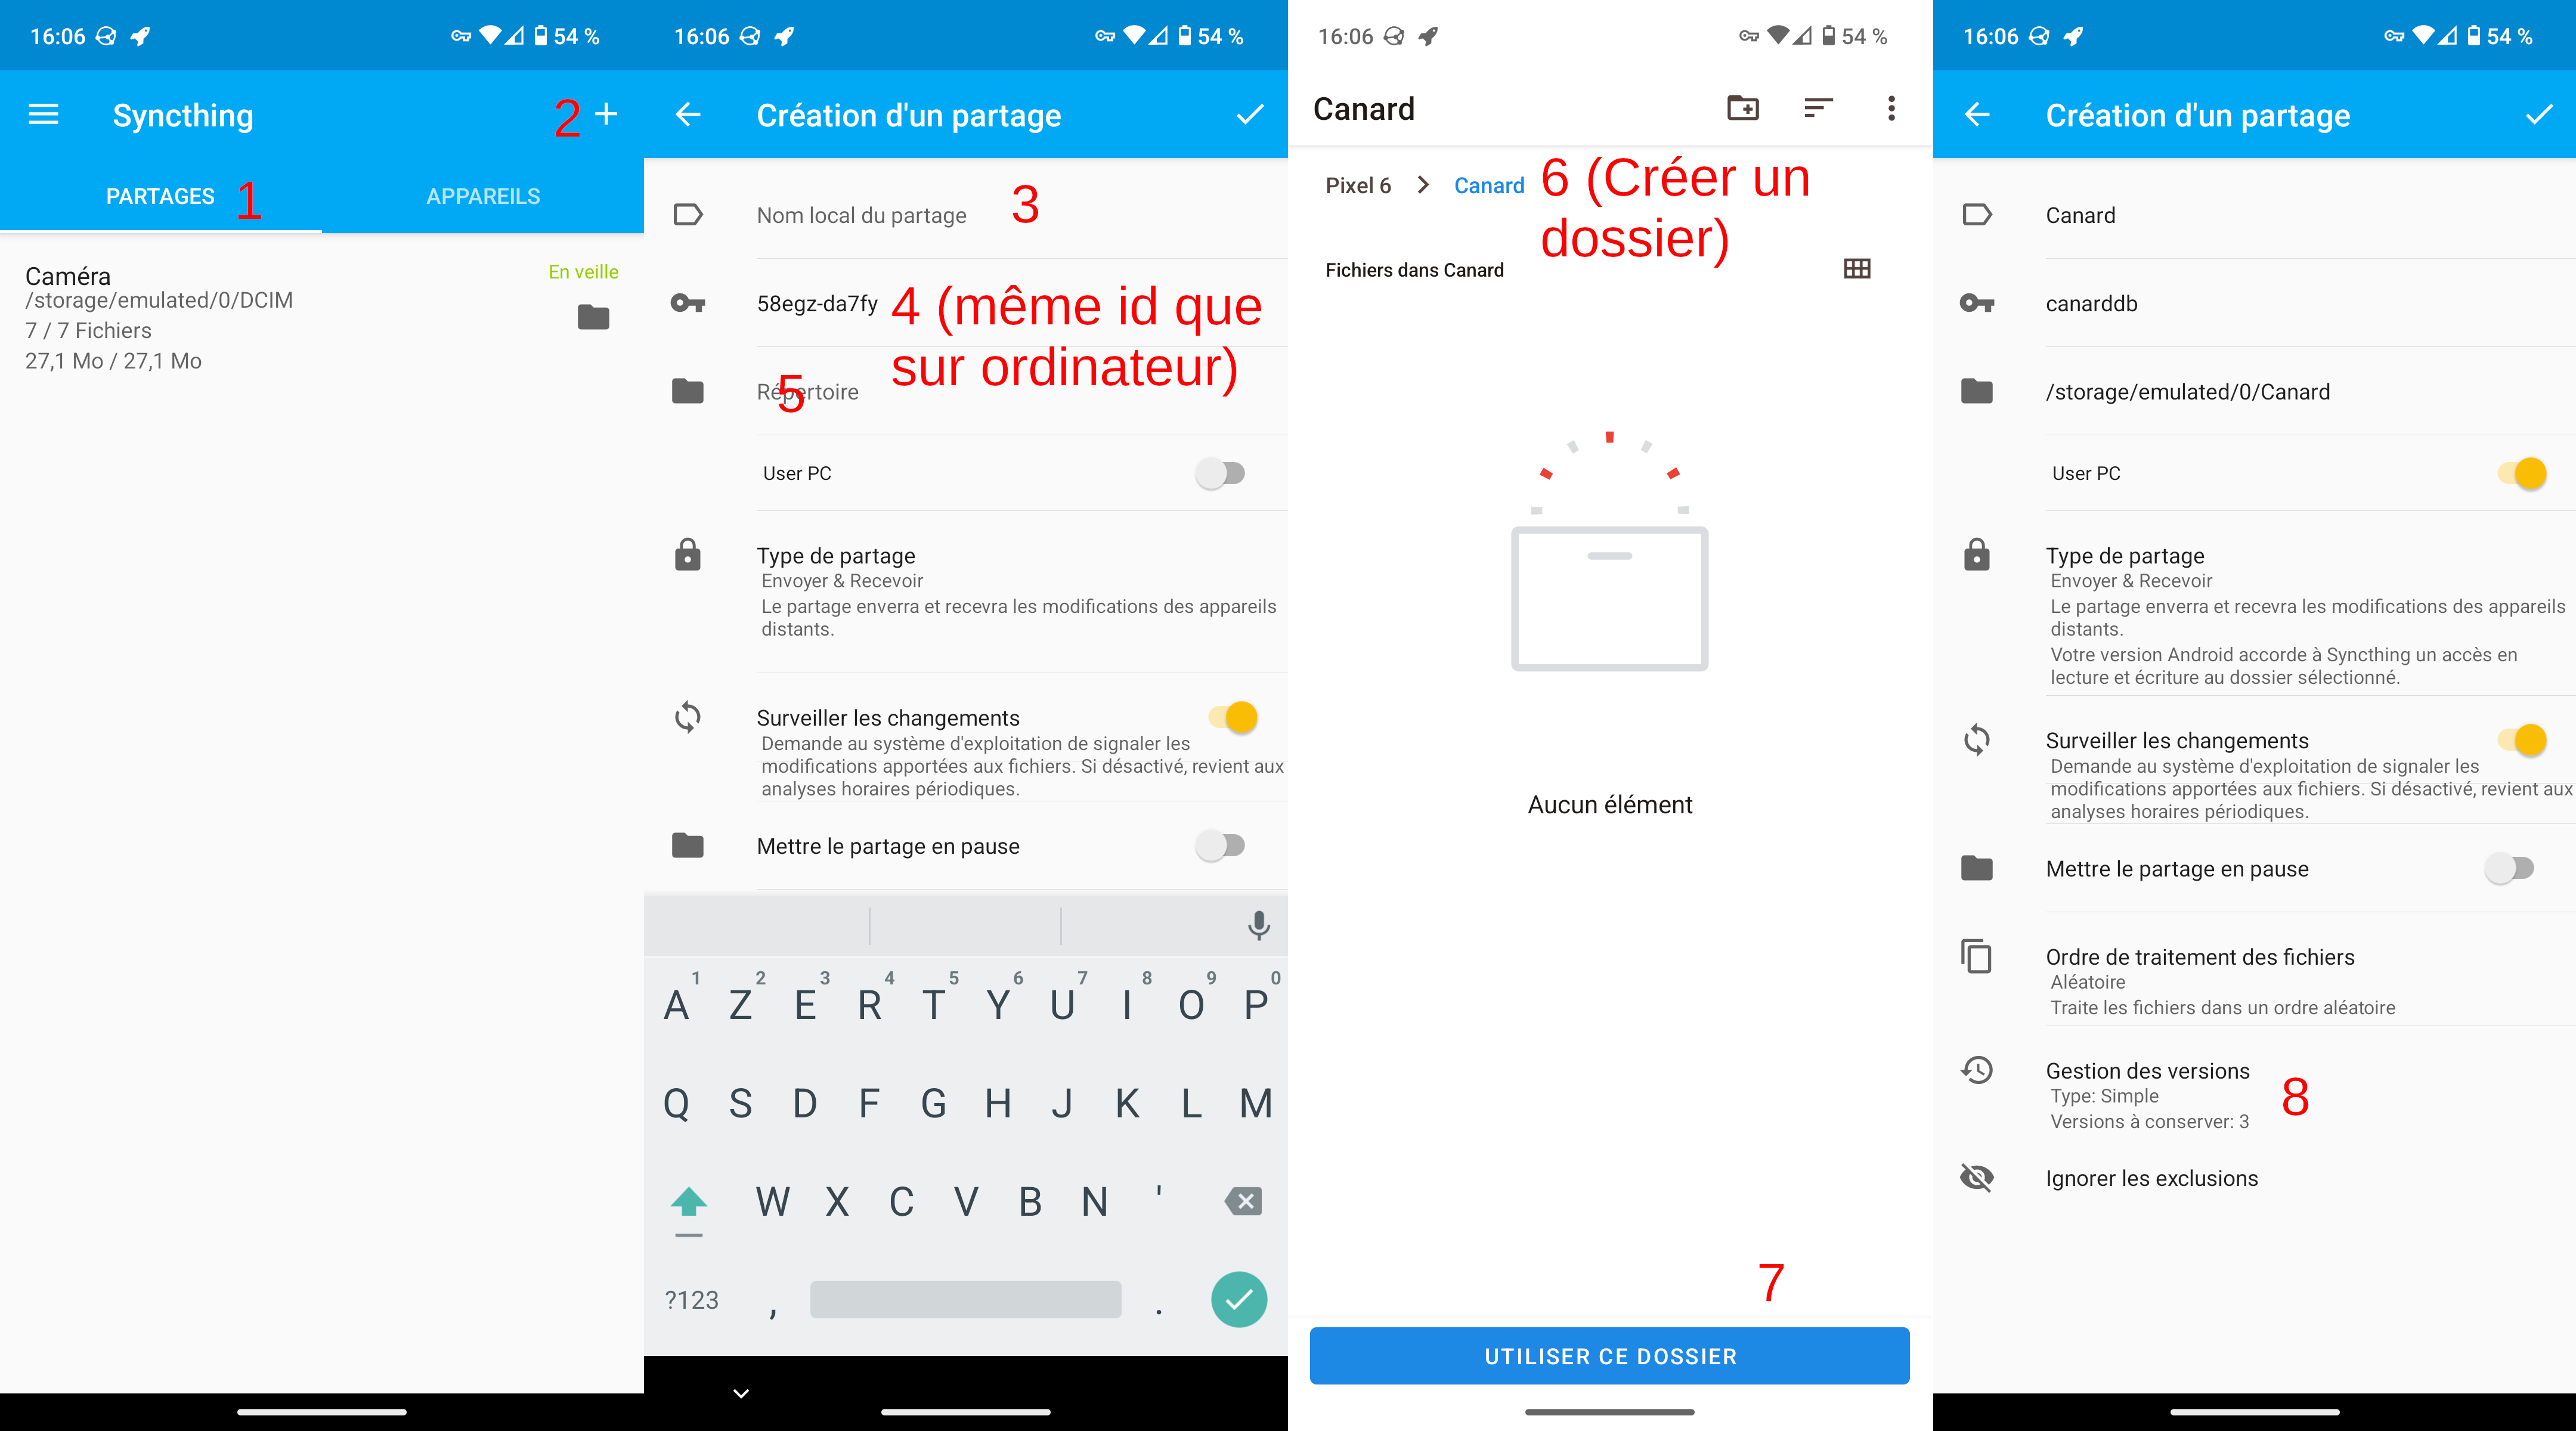 16:06
54 %
Syncthing
2 +
PARTAGES 1
APPAREILS
Caméra
En veille
/storage/emulated/0/DCIM
7 / 7 Fichiers
27,1 Mo / 27,1 Mo
16:06
54 %
Création d'un partage
Nom local du partage
3
58egz-da7fy
4 (même id que
sur ordinateur)
Répertoire
5
User PC
Type de partage
Envoyer & Recevoir
Le partage enverra et recevra les modifications des appareils
distants.
Surveiller les changements
Demande au système d'exploitation de signaler les
modifications apportées aux fichiers. Si désactivé, revient aux
analyses horaires périodiques.
Mettre le partage en pause
1 2 3 4 5 6 7 8 9 0
A Z E R T Y U I O P
Q S D F G H J K L M
W X C V B N '
?123 , .
16:06
54 %
Canard
Pixel 6 > Canard
6 (Créer un
dossier)
Fichiers dans Canard
Aucun élément
7
UTILISER CE DOSSIER
16:06
54 %
Création d'un partage
Canard
canarddb
/storage/emulated/0/Canard
User PC
Type de partage
Envoyer & Recevoir
Le partage enverra et recevra les modifications des appareils
distants.
Votre version Android accorde à Syncthing un accès en
lecture et écriture au dossier sélectionné.
Surveiller les changements
Demande au système d'exploitation de signaler les
modifications apportées aux fichiers. Si désactivé, revient aux
analyses horaires périodiques.
Mettre le partage en pause
Ordre de traitement des fichiers
Aléatoire
Traite les fichiers dans un ordre aléatoire
Gestion des versions
8
Type: Simple
Versions à conserver: 3
Ignorer les exclusions